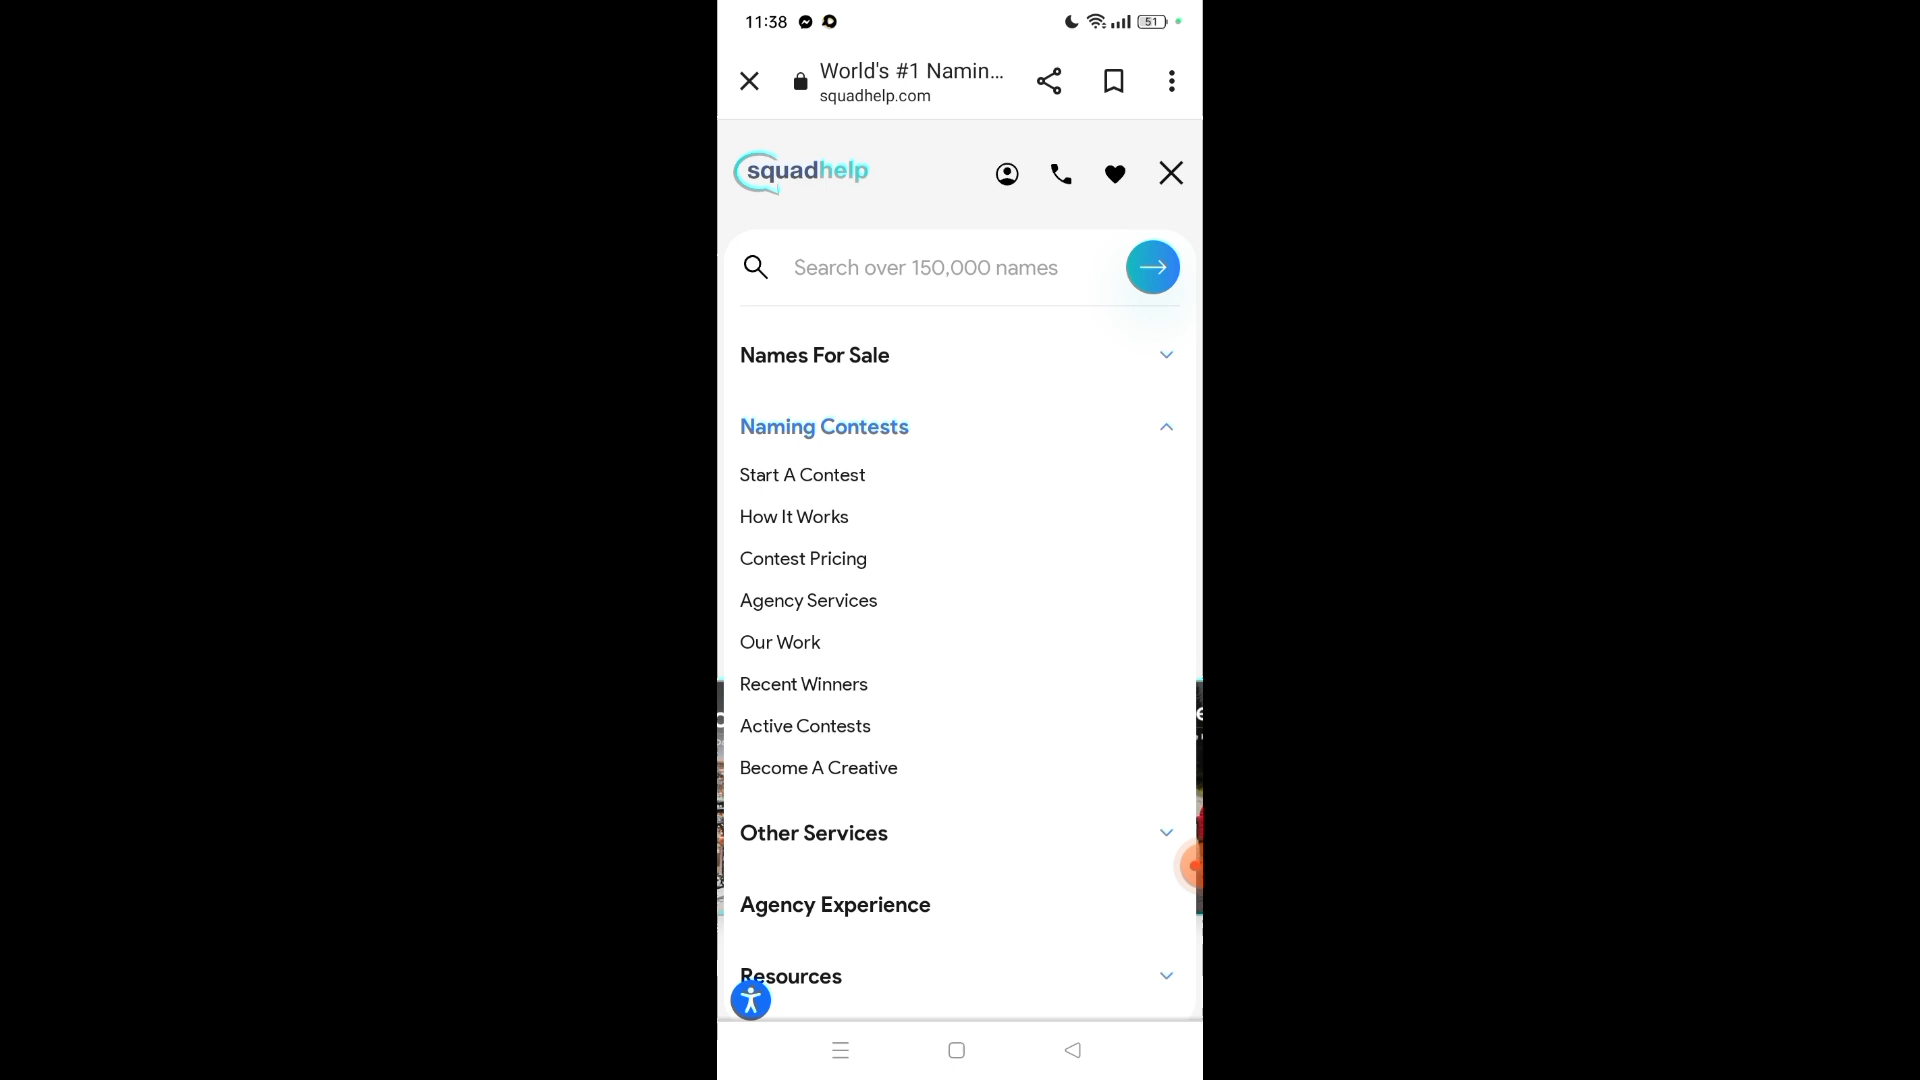 11:38
51
World's #1 Namin...
squadhelp.com
squadhelp
Search over 150,000 names
Names For Sale
Naming Contests
Start A Contest
How It Works
Contest Pricing
Agency Services
Our Work
Recent Winners
Active Contests
Become A Creative
Other Services
Agency Experience
Resources